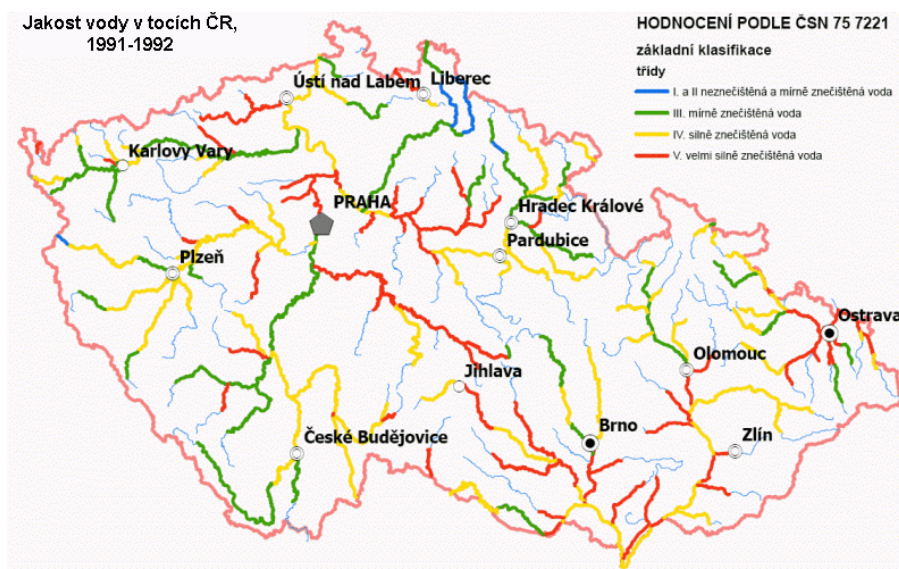 Jakost vody v tocích ČR,
1991-1992
HODNOCENÍ PODLE ČSN 75 7221
základní klasifikace
třídy
I. a II neznečištěná a mírně znečištěná voda
III. mírně znečištěná voda
IV. silně znečištěná voda
V. velmi silně znečištěná voda
Ústí nad Labem
Liberec
Karlovy Vary
PRAHA
Hradec Králové
Pardubice
Plzeň
Ostrava
Olomouc
Jihlava
Brno
Zlín
České Budějovice